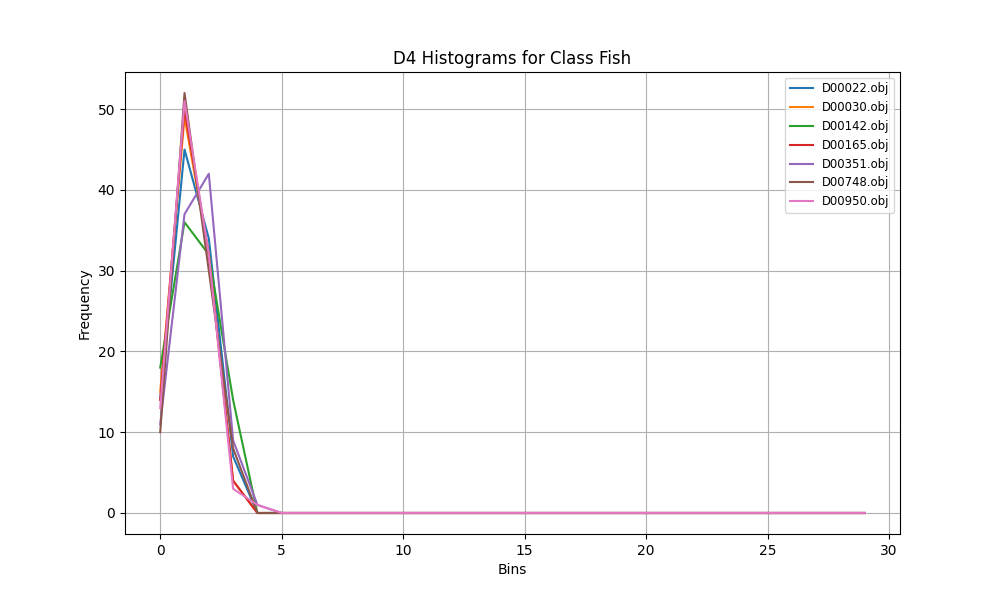 D4 Histograms for Class Fish
D00022.obj
D00030.obj
D00142.obj
D00165.obj
D00351.obj
D00748.obj
D00950.obj
50
40
30
20
10
0
Frequency
0 5 10 15 20 25 30
Bins